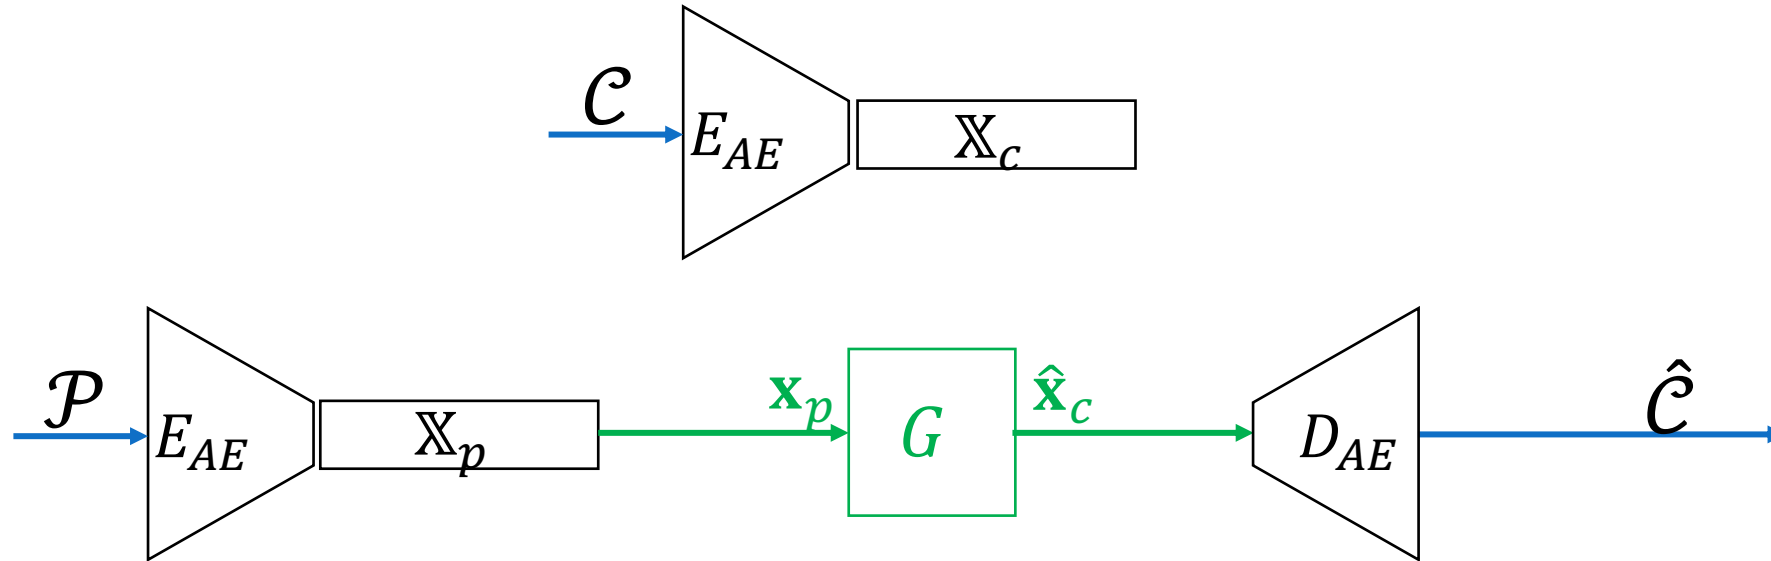 𝒞
E_AE
𝕏_c
𝒫
E_AE
𝕏_p
𝐱_p
G
𝐱̂_c
D_AE
𝒞̂